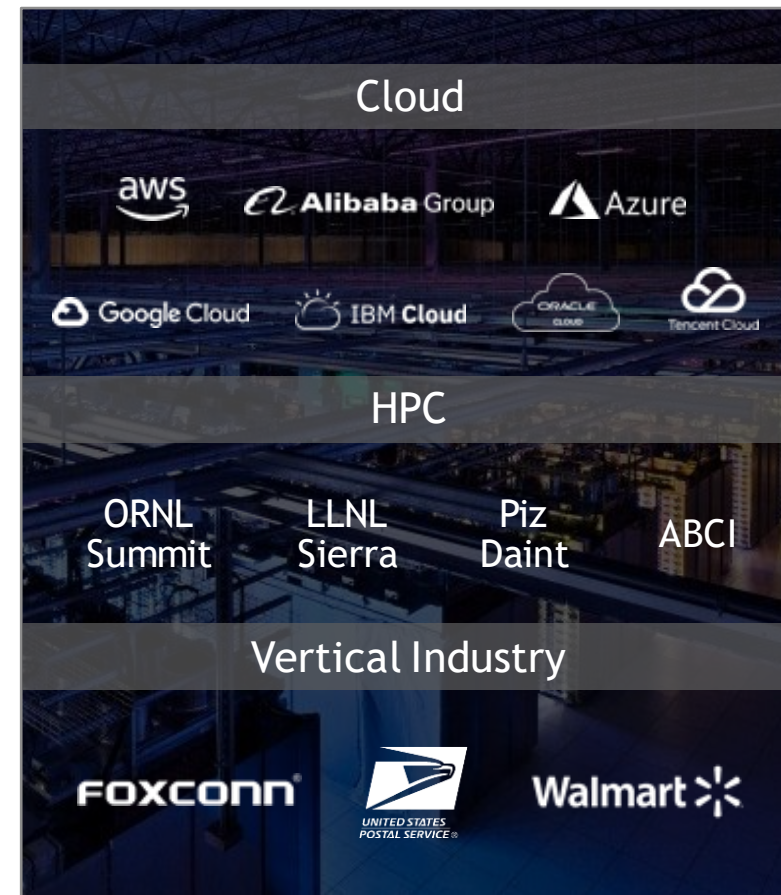 Cloud
aws
Alibaba Group
Azure
Google Cloud
IBM Cloud
ORACLE
CLOUD
Tencent Cloud
HPC
ORNL
Summit
LLNL
Sierra
Piz
Daint
ABCI
Vertical Industry
FOXCONN®
UNITED STATES
POSTAL SERVICE®
Walmart